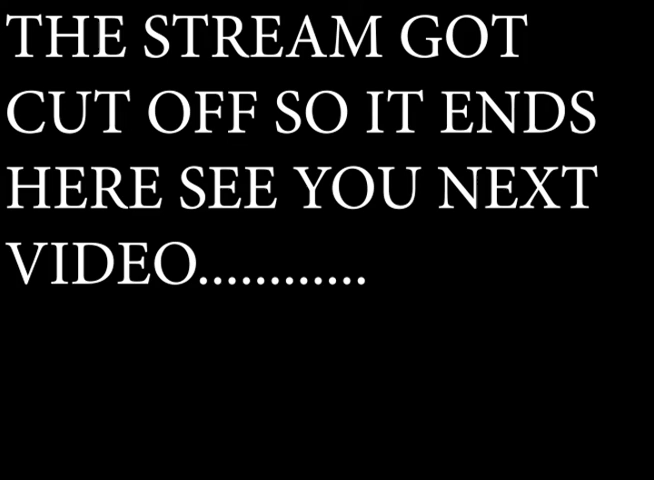 THE STREAM GOT
CUT OFF SO IT ENDS
HERE SEE YOU NEXT
VIDEO............